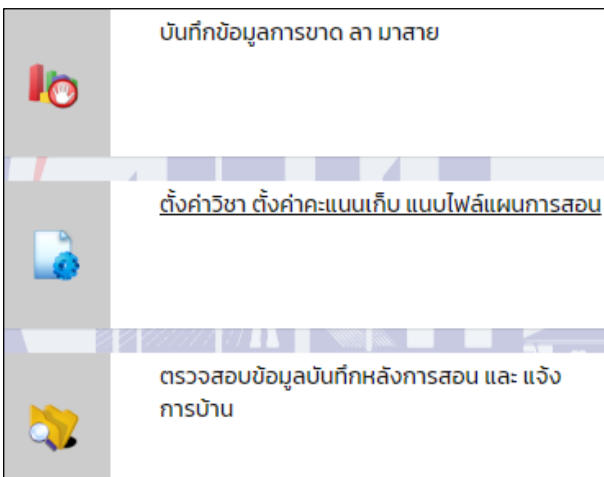 บันทึกข้อมูลการขาด ลา มาสาย
ตั้งค่าวิชา ตั้งค่าคะแนนเก็บ แนบไฟล์แผนการสอน
ตรวจสอบข้อมูลบันทึกหลังการสอน และ แจ้ง
การบ้าน